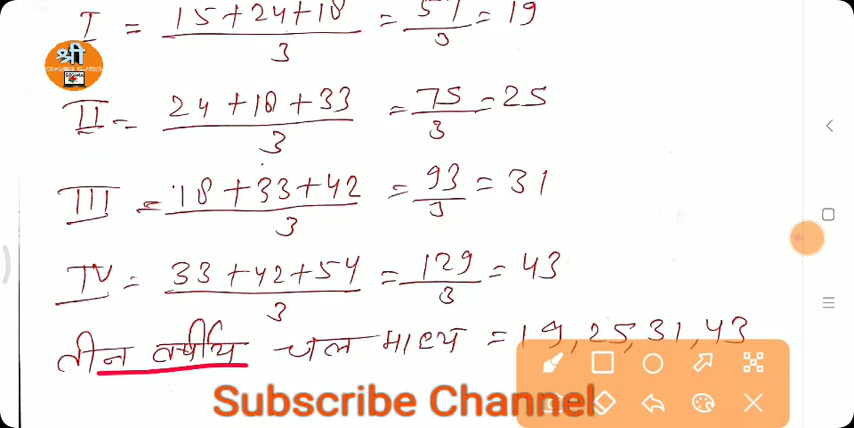 I = 15+24+18 / 3 = 57/3 = 19
श्री
II = 24+18+33 / 3 = 75/3 = 25
III = 18+33+42 / 3 = 93/3 = 31
IV = 33+42+54 / 3 = 129/3 = 43
तीन वर्षीय चल माध्य = 19, 25, 31, 43
Subscribe Channel